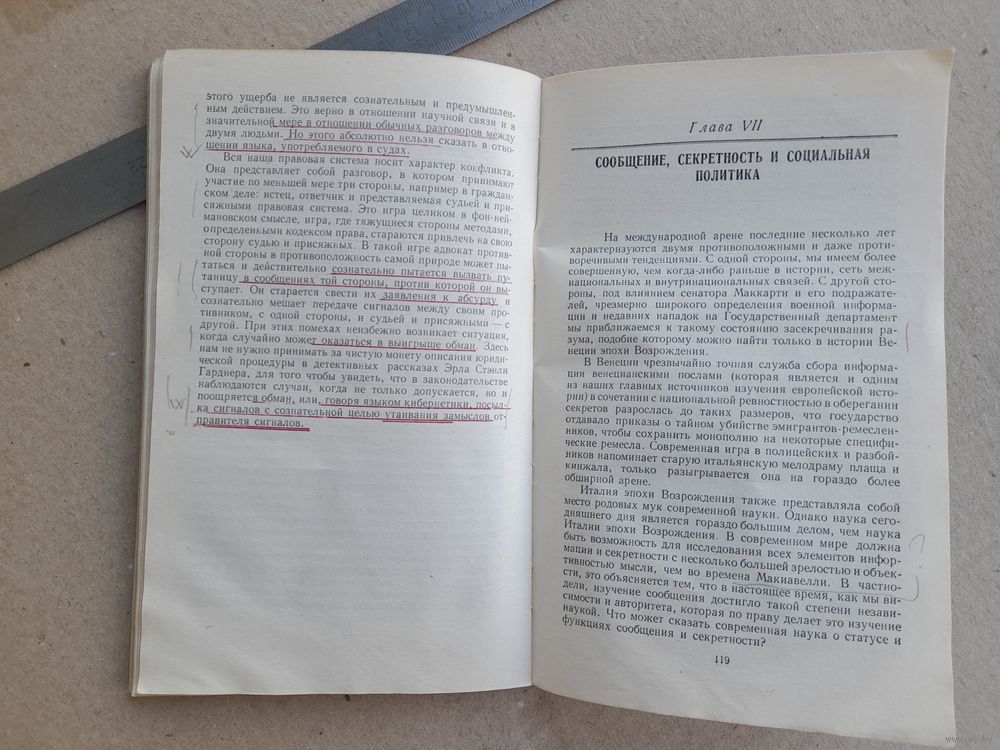 этого ущерба не является сознательным и предумышлен-
ным действием. Это верно в отношении научной связи и в
значительной мере в отношении обычных разговоров между
двумя людьми. Но этого абсолютно нельзя сказать в отно-
шении языка, употребляемого в судах.
Вся наша правовая система носит характер конфликта.
Она представляет собой разговор, в котором принимают
участие по меньшей мере три стороны, например в граждан-
ском деле: истец, ответчик и представляемая судьей и при-
сяжными правовая система. Это игра целиком в фон-ней-
мановском смысле, игра, где тяжущиеся стороны методами,
определенными кодексом права, стараются привлечь на свою
сторону судью и присяжных. В такой игре адвокат против-
ной стороны в противоположность самой природе может пы-
таться и действительно сознательно пытается вызвать пу-
таницу в сообщениях той стороны, против которой он вы-
ступает. Он старается свести их заявления к абсурду и
сознательно мешает передаче сигналов между своим про-
тивником, с одной стороны, и судьей и присяжными — с
другой. При этих помехах неизбежно возникает ситуация,
когда случайно может оказаться в выигрыше обман. Здесь
нам не нужно принимать за чистую монету описания юриди-
ческой процедуры в детективных рассказах Эрла Стэнли
Гарднера, для того чтобы увидеть, что в законодательстве
наблюдаются случаи, когда не только допускается, но и
поощряется обман, или, говоря языком кибернетики, посыл-
ка сигналов с сознательной целью утаивания замыслов от-
правителя сигналов.
Глава VII
СООБЩЕНИЕ, СЕКРЕТНОСТЬ И СОЦИАЛЬНАЯ
ПОЛИТИКА
На международной арене последние несколько лет
характеризуются двумя противоположными и даже проти-
воречивыми тенденциями. С одной стороны, мы имеем более
совершенную, чем когда-либо раньше в истории, сеть меж-
национальных и внутринациональных связей. С другой сто-
роны, под влиянием сенатора Маккарти и его подражате-
лей, чрезмерно широкого определения военной информа-
ции и недавних нападок на Государственный департамент
мы приближаемся к такому состоянию засекречивания ра-
зума, подобие которому можно найти только в истории Ве-
неции эпохи Возрождения.
В Венеции чрезвычайно точная служба сбора информа-
ции венецианскими послами (которая является и одним
из наших главных источников изучения европейской исто-
рии) в сочетании с национальной ревностностью в оберегании
секретов разрослась до таких размеров, что государство
отдавало приказы о тайном убийстве эмигрантов-ремеслен-
ников, чтобы сохранить монополию на некоторые специфи-
ческие ремесла. Современная игра в полицейских и разбой-
ников напоминает старую итальянскую мелодраму плаща и
кинжала, только разыгрывается она на гораздо более
обширной арене.
Италия эпохи Возрождения также представляла собой
место родовых мук современной науки. Однако наука сего-
дняшнего дня является гораздо большим делом, чем наука
Италии эпохи Возрождения. В современном мире должна
быть возможность для исследования всех элементов инфор-
мации и секретности с несколько большей зрелостью и объек-
тивностью мысли, чем во времена Макиавелли. В частно-
сти, это объясняется тем, что в настоящее время, как мы ви-
дели, изучение сообщения достигло такой степени незави-
симости и авторитета, которая по праву делает это изучение
наукой. Что может сказать современная наука о статусе и
функциях сообщения и секретности?
119